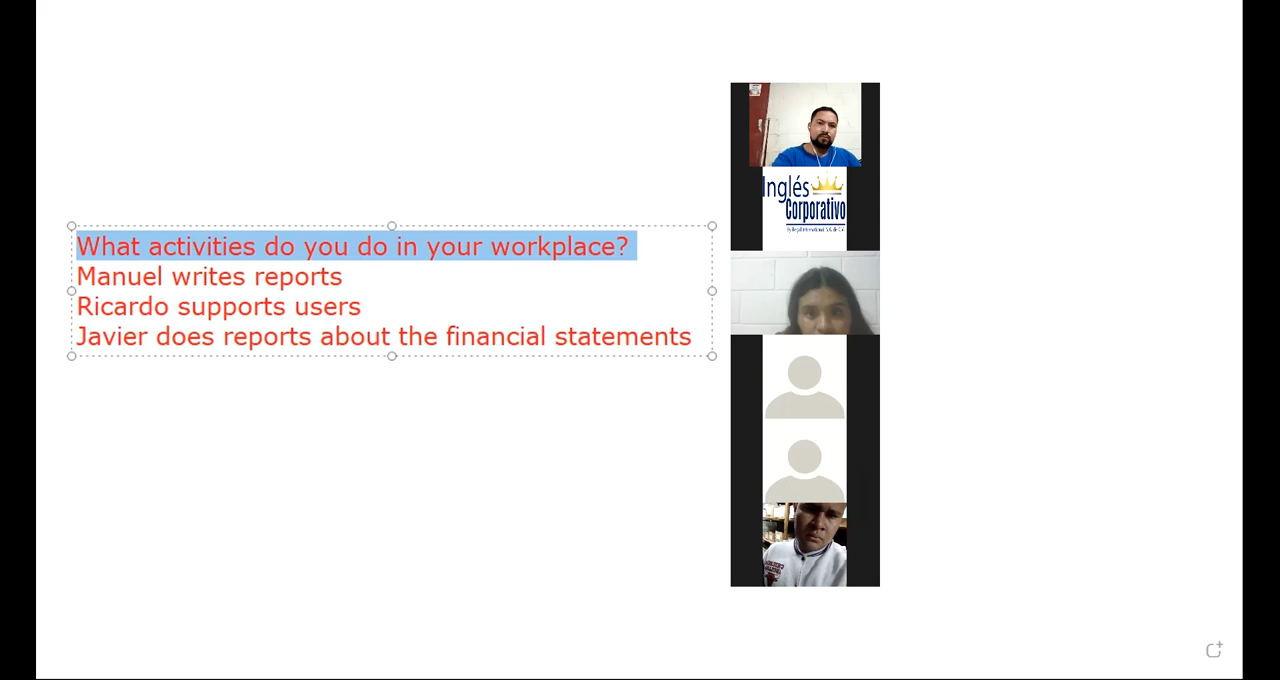 What activities do you do in your workplace?
Manuel writes reports
Ricardo supports users
Javier does reports about the financial statements
Inglés
Corporativo